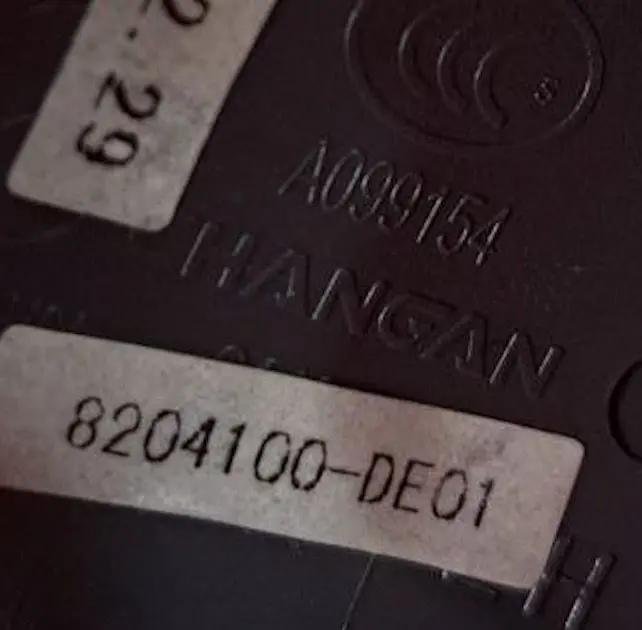 2.29
S
A099154
HANGAN
8204100-DE01
-H